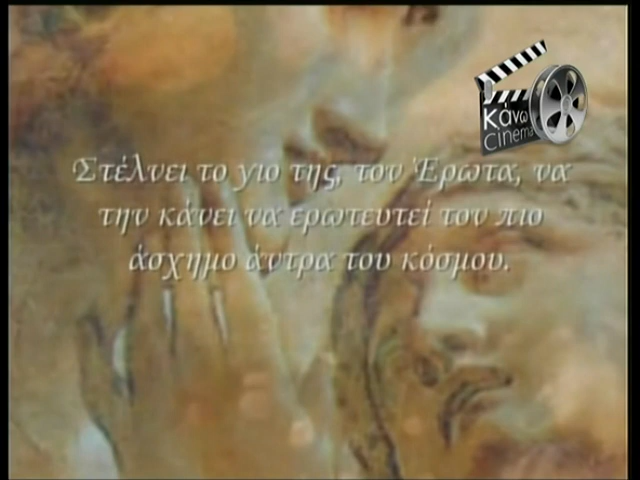 Κάνω
Cinema
Στέλνει το γιο της, τον Έρωτα, να
την κάνει να ερωτευτεί τον πιο
άσχημο άντρα του κόσμου.